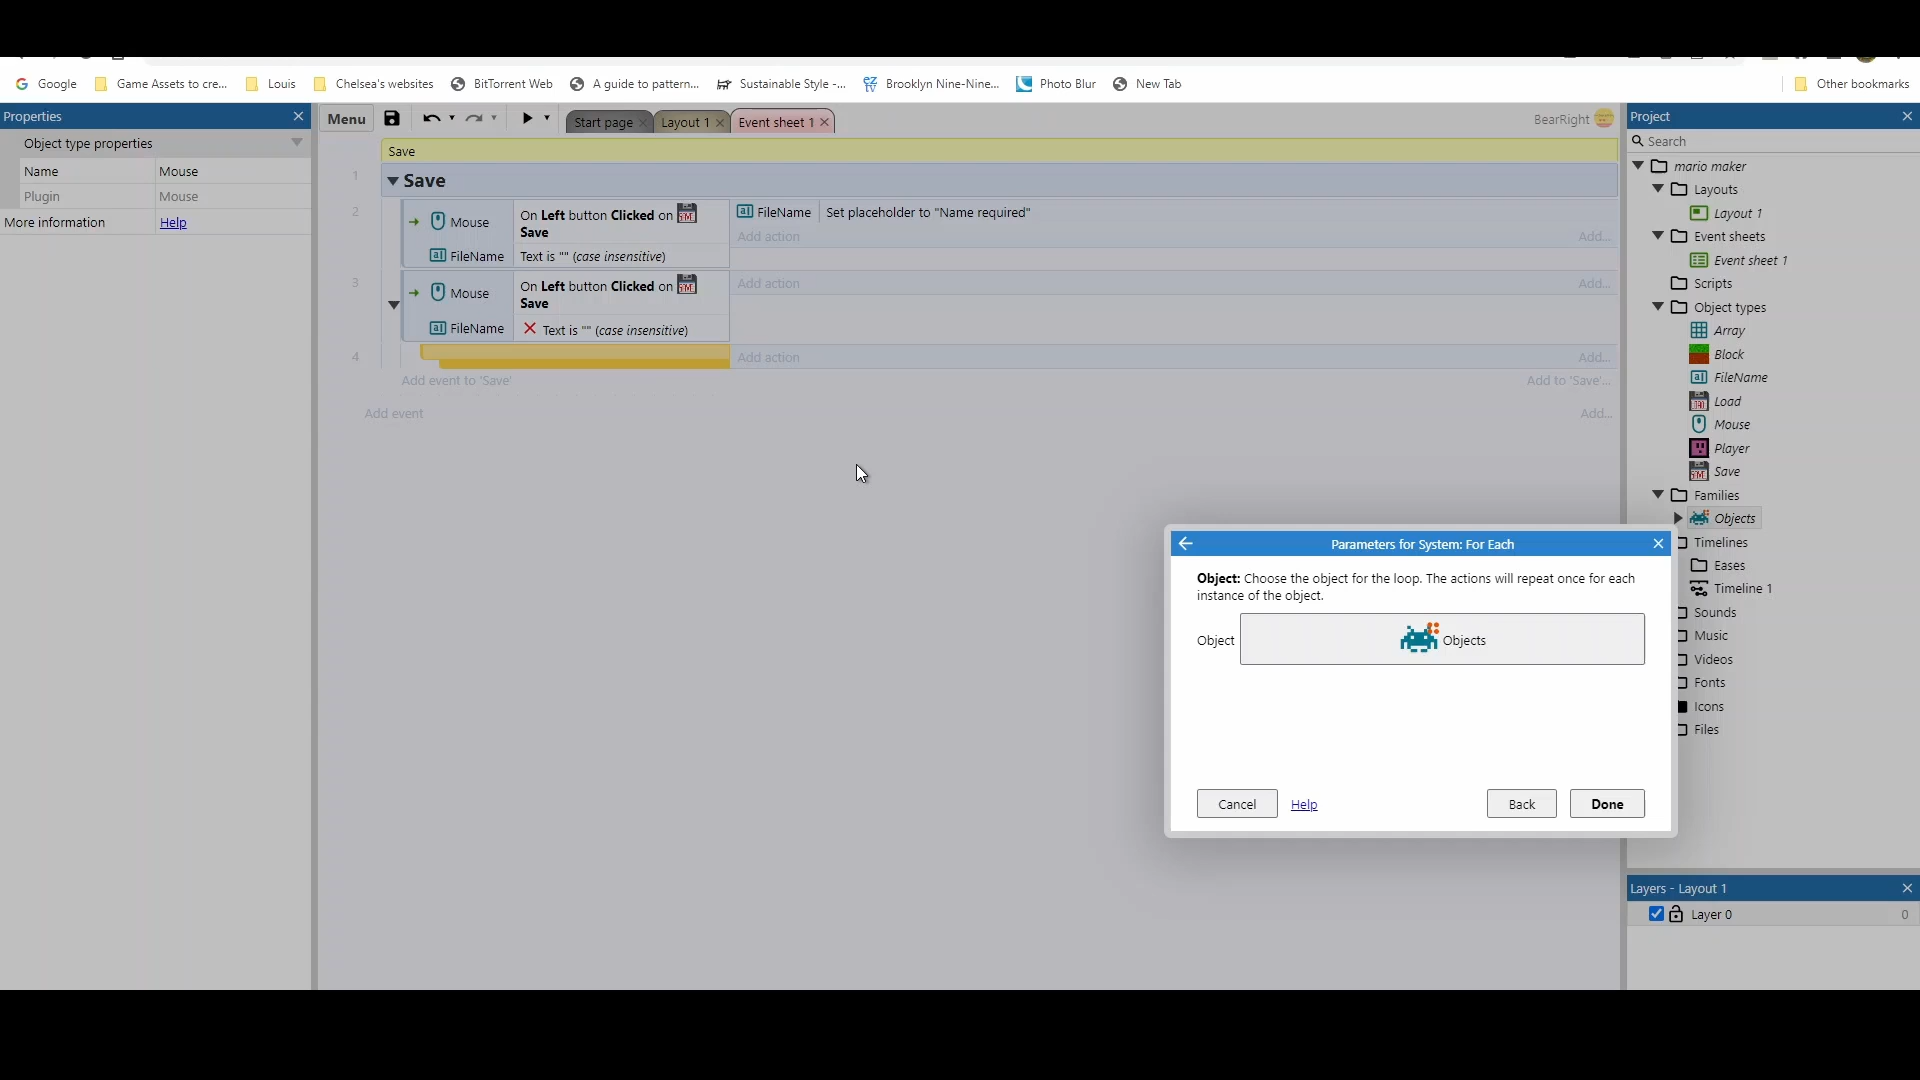 Google
Game Assets to cre...
Louis
Chelsea's websites
BitTorrent Web
A guide to pattern...
Sustainable Style -...
Brooklyn Nine-Nine...
Photo Blur
New Tab
Other bookmarks
Properties
Object type properties
Name Mouse
Plugin Mouse
More information Help
Menu
Start page
Layout 1
Event sheet 1
BearRight
Save
1
Save
2
Mouse
On Left button Clicked on
Save
FileName
Text is "" (case insensitive)
FileName
Set placeholder to "Name required"
Add action
Add...
3
Mouse
On Left button Clicked on
Save
FileName
Text is "" (case insensitive)
Add action
Add...
4
Add action
Add...
Add event to 'Save'
Add to 'Save'...
Add event
Add...
Parameters for System: For Each
Object: Choose the object for the loop. The actions will repeat once for each
instance of the object.
Object
Objects
Cancel
Help
Back
Done
Project
Search
mario maker
Layouts
Layout 1
Event sheets
Event sheet 1
Scripts
Object types
Array
Block
FileName
Load
Mouse
Player
Save
Families
Objects
Timelines
Eases
Timeline 1
Sounds
Music
Videos
Fonts
Icons
Files
Layers - Layout 1
Layer 0
0